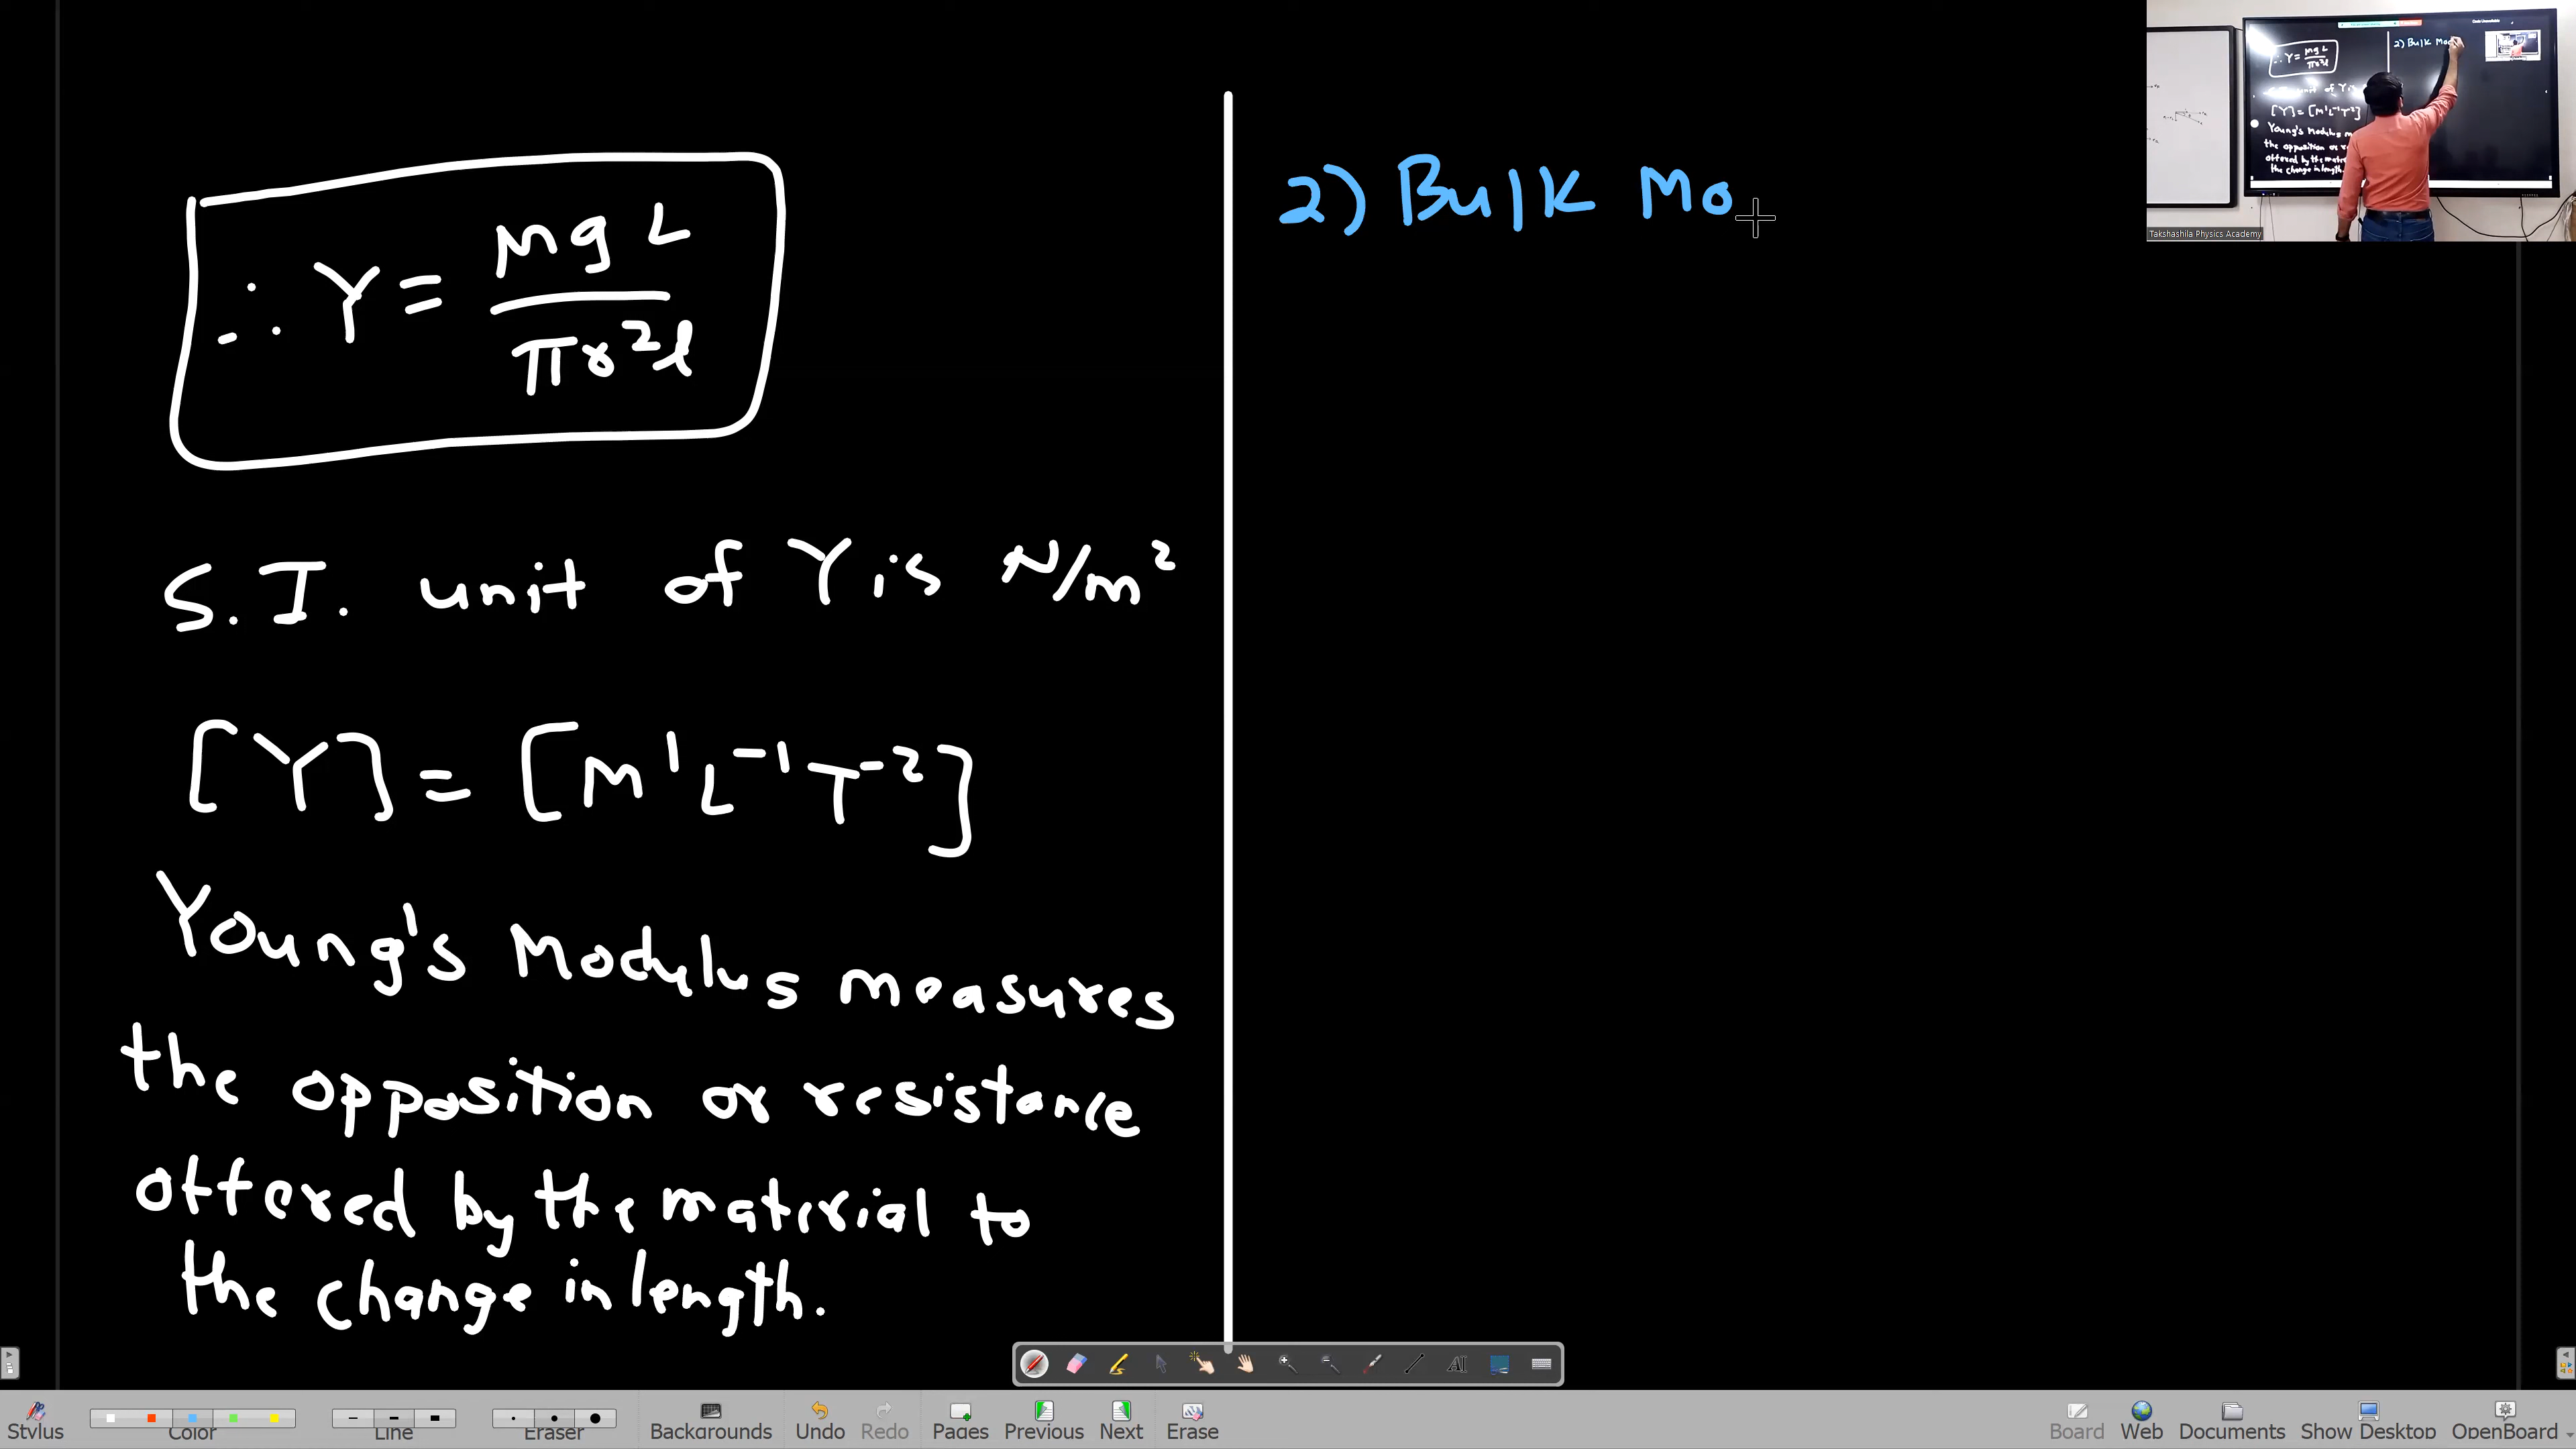 ∴ Y = MgL / πr²l
S.I. unit of Y is N/m²
[Y] = [M¹L⁻¹T⁻²]
Young's Modulus measures
the opposition or resistance
offered by the material to
the change in length.
2) Bulk Mo
Takshashila Physics Academy
Stylus
Color
Line
Eraser
Backgrounds
Undo
Redo
Pages
Previous
Next
Erase
Board
Web
Documents
Show Desktop
OpenBoard